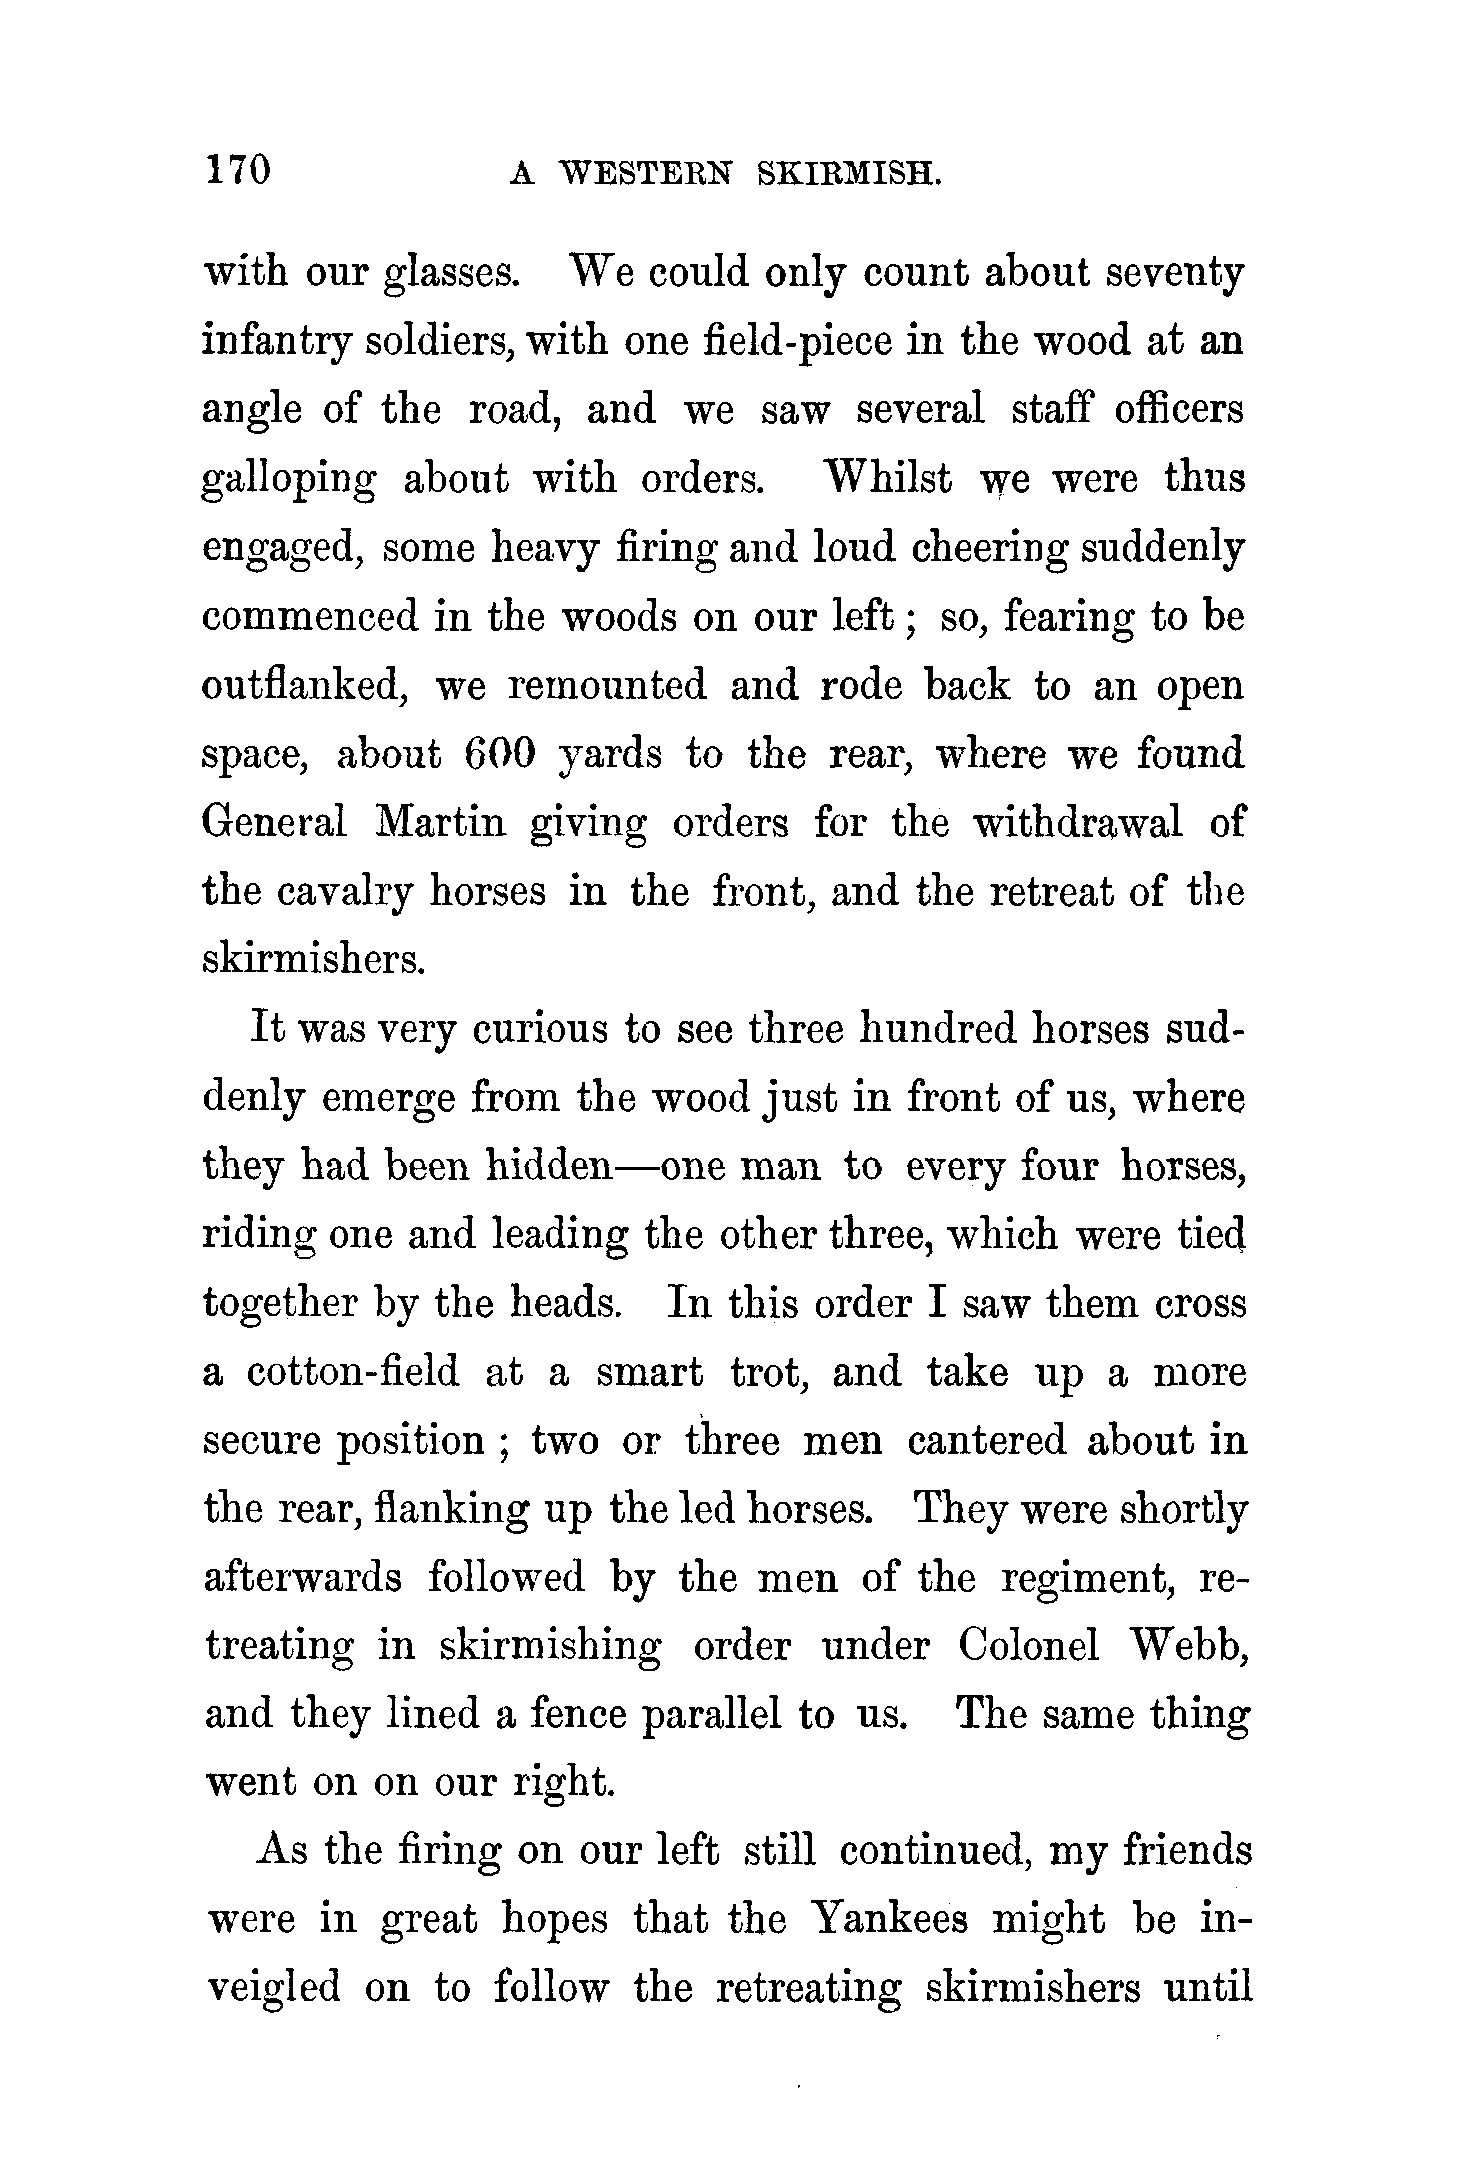 170 A WESTERN SKIRMISH.
with our glasses. We could only count about seventy
infantry soldiers, with one field-piece in the wood at an
angle of the road, and we saw several staff officers
galloping about with orders. Whilst we were thus
engaged, some heavy firing and loud cheering suddenly
commenced in the woods on our left ; so, fearing to be
outflanked, we remounted and rode back to an open
space, about 600 yards to the rear, where we found
General Martin giving orders for the withdrawal of
the cavalry horses in the front, and the retreat of the
skirmishers.
It was very curious to see three hundred horses sud-
denly emerge from the wood just in front of us, where
they had been hidden—one man to every four horses,
riding one and leading the other three, which were tied
together by the heads. In this order I saw them cross
a cotton-field at a smart trot, and take up a more
secure position ; two or three men cantered about in
the rear, flanking up the led horses. They were shortly
afterwards followed by the men of the regiment, re-
treating in skirmishing order under Colonel Webb,
and they lined a fence parallel to us. The same thing
went on on our right.
As the firing on our left still continued, my friends
were in great hopes that the Yankees might be in-
veigled on to follow the retreating skirmishers until